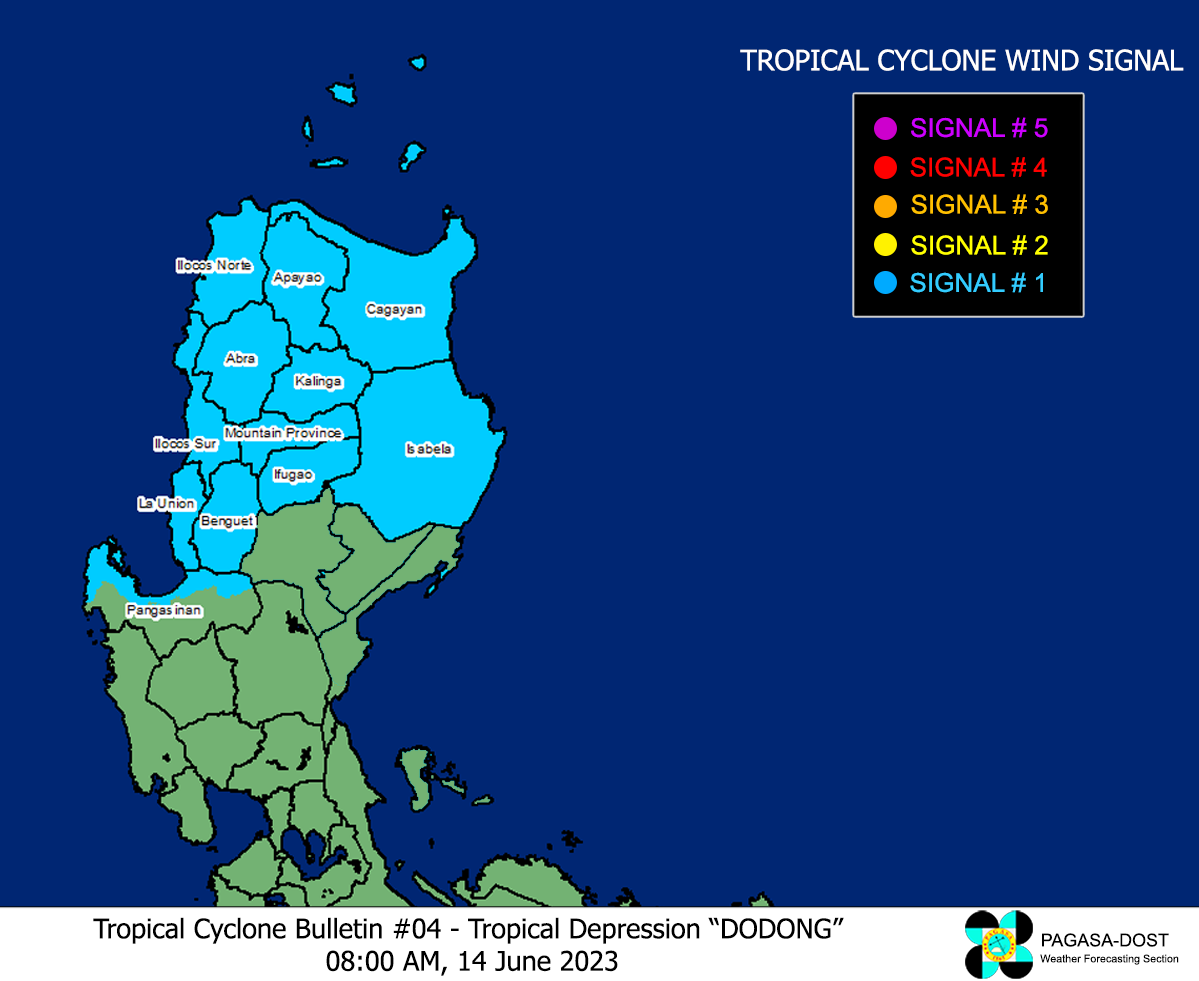 TROPICAL CYCLONE WIND SIGNAL
SIGNAL # 5
SIGNAL # 4
SIGNAL # 3
SIGNAL # 2
SIGNAL # 1
Ilocos Norte
Apayao
Cagayan
Abra
Kalinga
Mountain Province
Ilocos Sur
Isabela
Ifugao
La Union
Benguet
Pangasinan
Tropical Cyclone Bulletin #04 - Tropical Depression “DODONG”
08:00 AM, 14 June 2023
PAGASA-DOST
Weather Forecasting Section